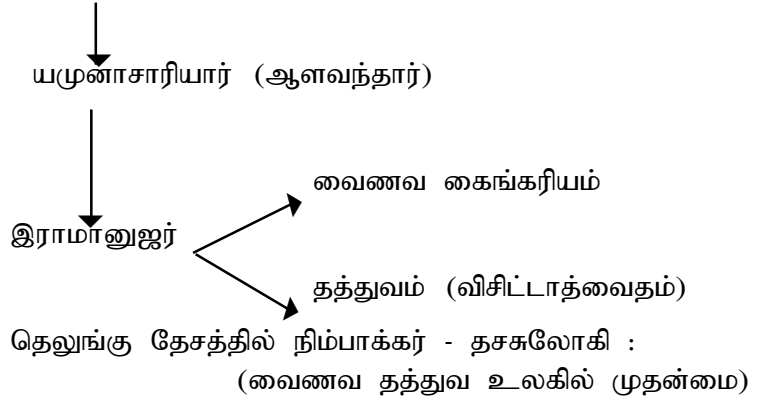 யமுனாசாரியார் (ஆளவந்தார்)
வைணவ கைங்கரியம்
இராமானுஜர்
தத்துவம் (விசிட்டாத்வைதம்)
தெலுங்கு தேசத்தில் நிம்பாக்கர் - தசசுலோகி :
(வைணவ தத்துவ உலகில் முதன்மை)